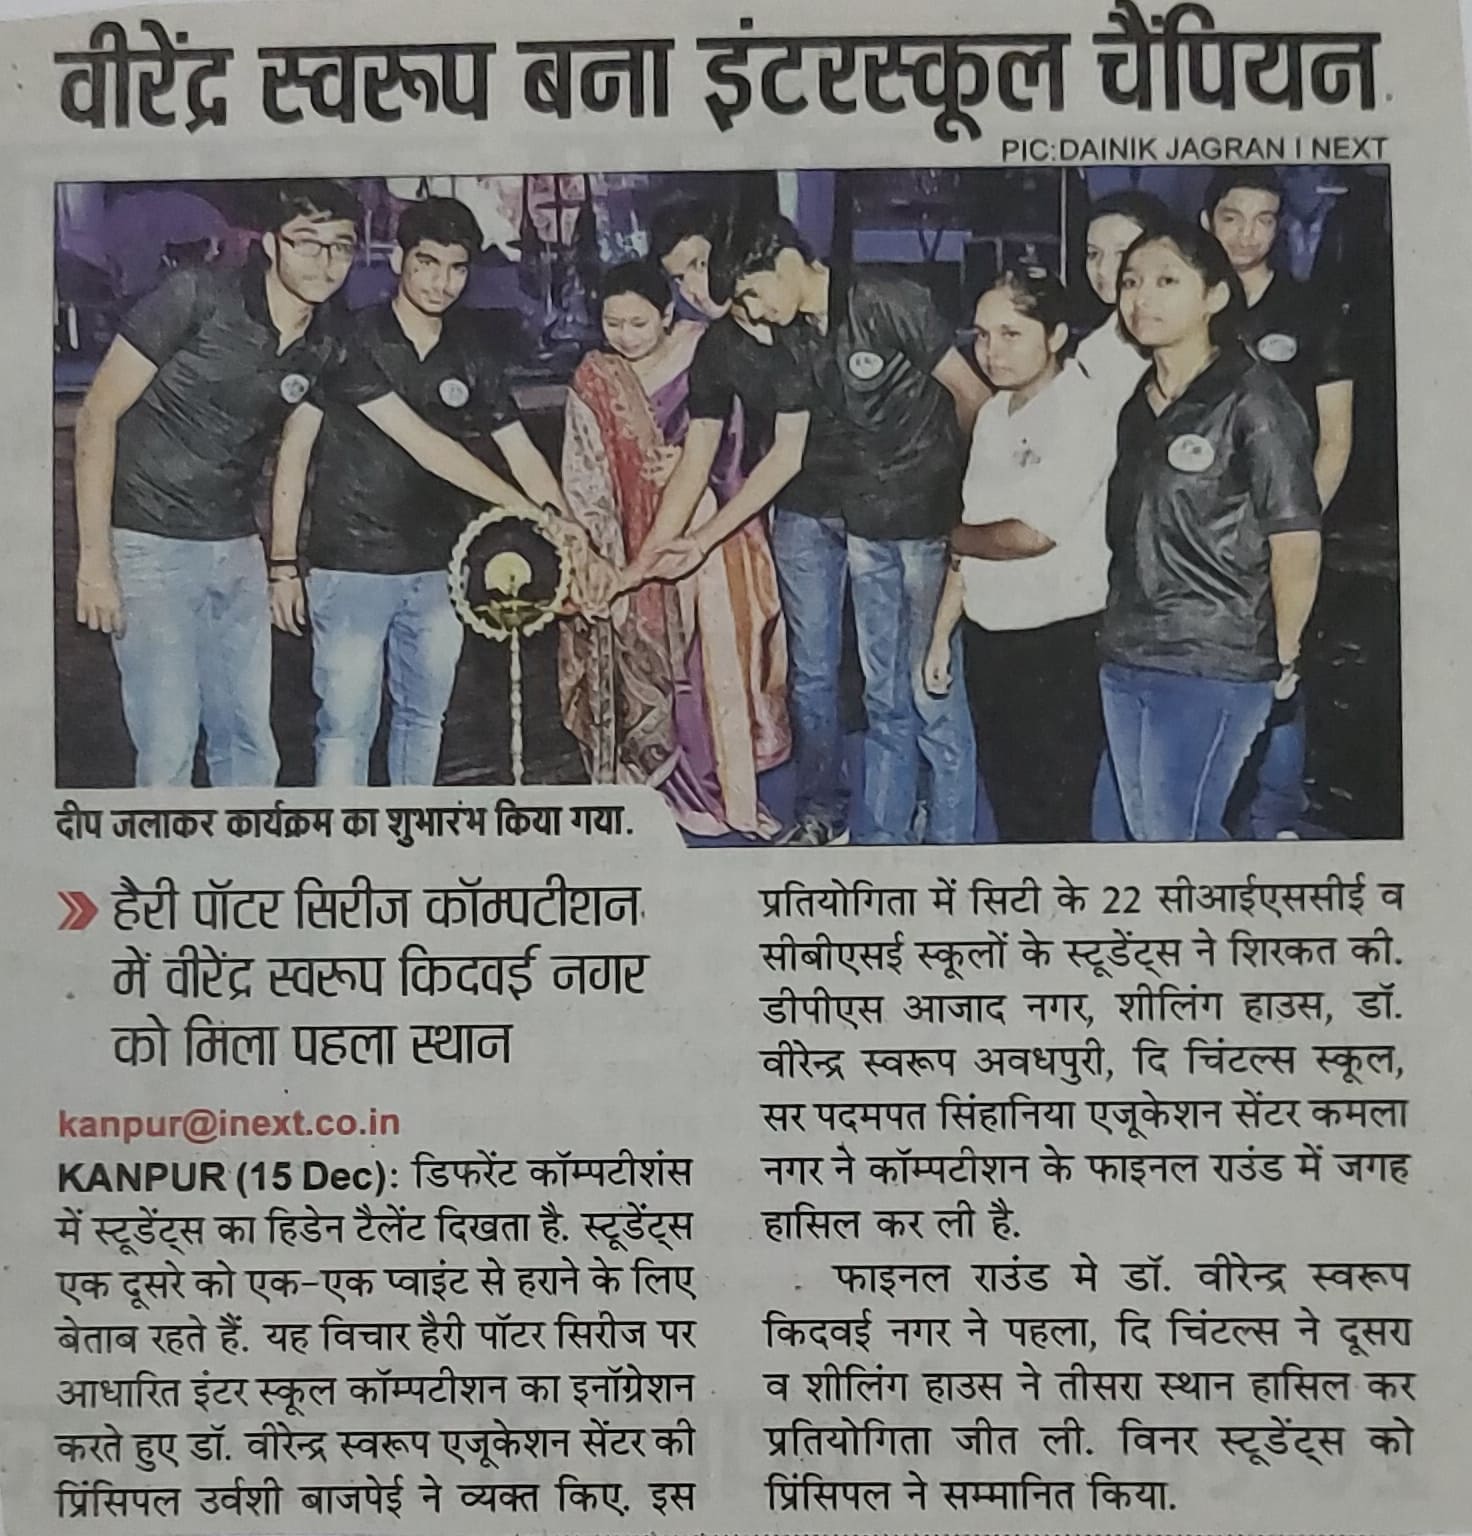 वीरेंद्र स्वरूप बना इंटरस्कूल चैंपियन
PIC:DAINIK JAGRAN I NEXT
दीप जलाकर कार्यक्रम का शुभारंभ किया गया.
» हैरी पॉटर सिरीज कॉम्पटीशन
में वीरेंद्र स्वरूप किदवई नगर
को मिला पहला स्थान
kanpur@inext.co.in
KANPUR (15 Dec): डिफरेंट कॉम्पटीशंस
में स्टूडेंट्स का हिडेन टैलेंट दिखता है. स्टूडेंट्स
एक दूसरे को एक-एक प्वाइंट से हराने के लिए
बेताब रहते हैं. यह विचार हैरी पॉटर सिरीज पर
आधारित इंटर स्कूल कॉम्पटीशन का इनॉग्रेशन
करते हुए डॉ. वीरेन्द्र स्वरूप एजूकेशन सेंटर की
प्रिंसिपल उर्वशी बाजपेई ने व्यक्त किए. इस
प्रतियोगिता में सिटी के 22 सीआईएससीई व
सीबीएसई स्कूलों के स्टूडेंट्स ने शिरकत की.
डीपीएस आजाद नगर, शीलिंग हाउस, डॉ.
वीरेन्द्र स्वरूप अवधपुरी, दि चिंटल्स स्कूल,
सर पदमपत सिंहानिया एजूकेशन सेंटर कमला
नगर ने कॉम्पटीशन के फाइनल राउंड में जगह
हासिल कर ली है.
फाइनल राउंड मे डॉ. वीरेन्द्र स्वरूप
किदवई नगर ने पहला, दि चिंटल्स ने दूसरा
व शीलिंग हाउस ने तीसरा स्थान हासिल कर
प्रतियोगिता जीत ली. विनर स्टूडेंट्स को
प्रिंसिपल ने सम्मानित किया.